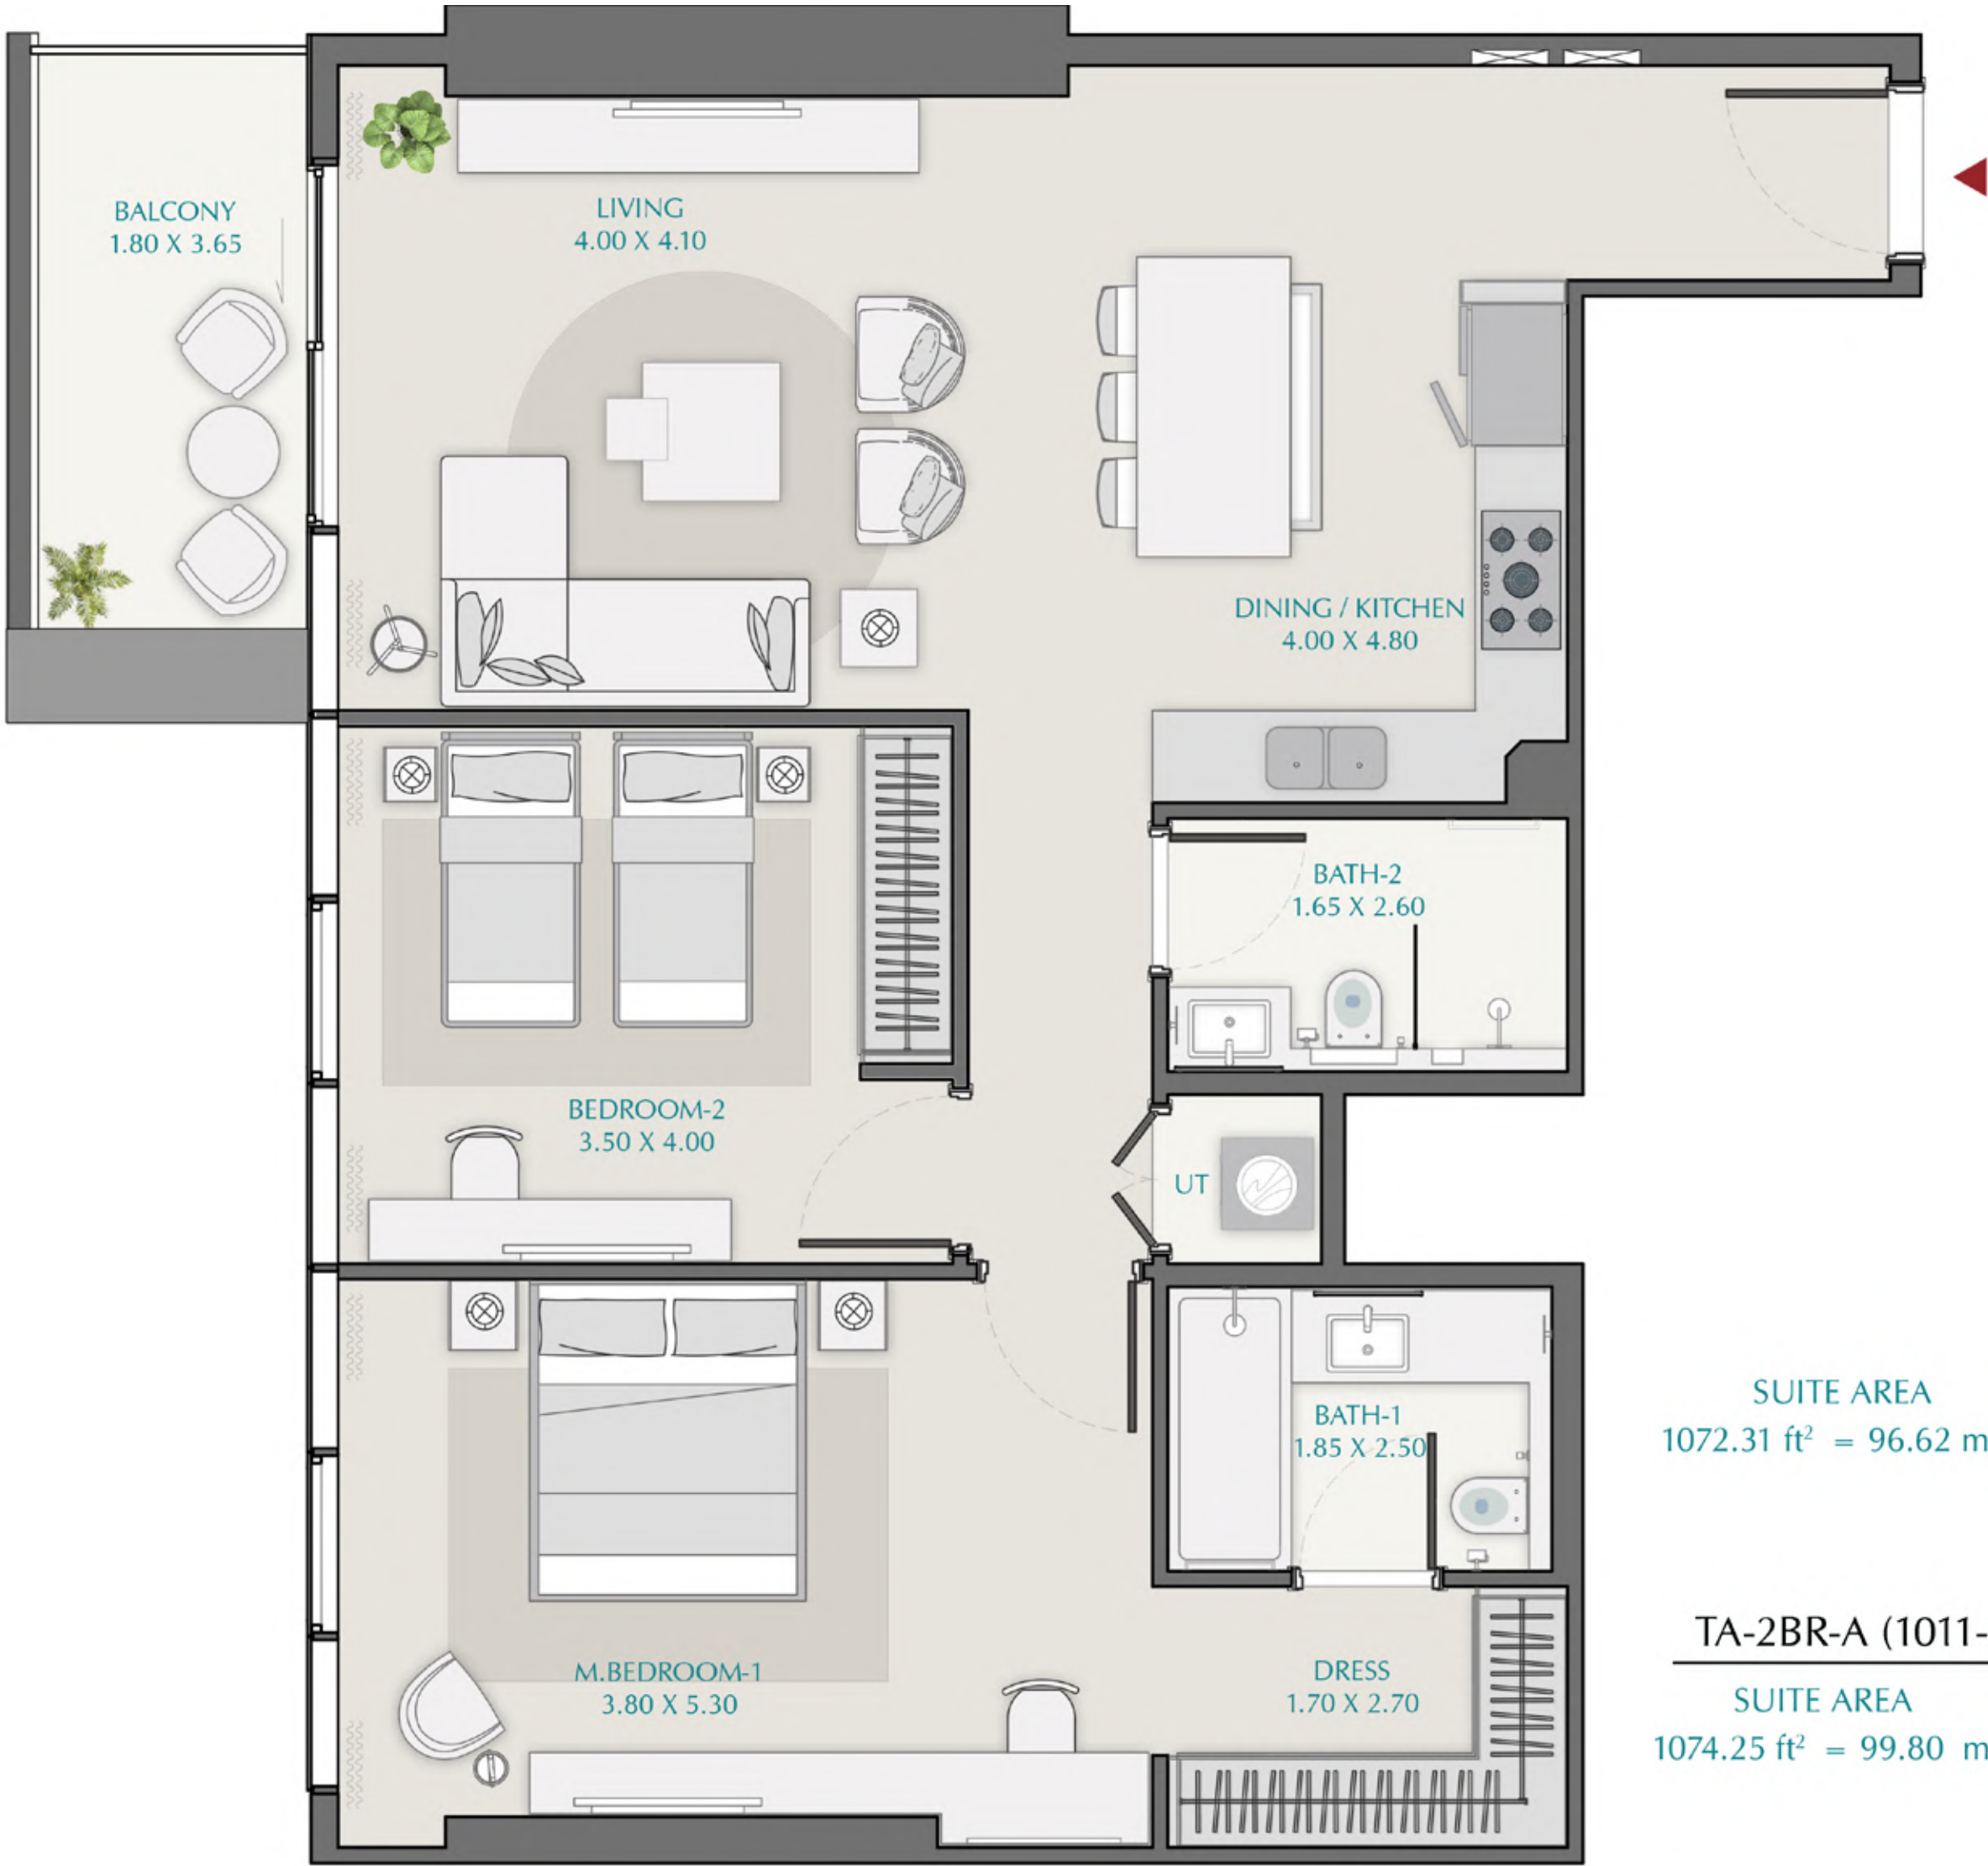 BALCONY
1.80 X 3.65
LIVING
4.00 X 4.10
DINING / KITCHEN
4.00 X 4.80
BATH-2
1.65 X 2.60
BEDROOM-2
3.50 X 4.00
UT
BATH-1
1.85 X 2.50
M.BEDROOM-1
3.80 X 5.30
DRESS
1.70 X 2.70
SUITE AREA
1072.31 ft² = 96.62 m
TA-2BR-A (1011-
SUITE AREA
1074.25 ft² = 99.80 m